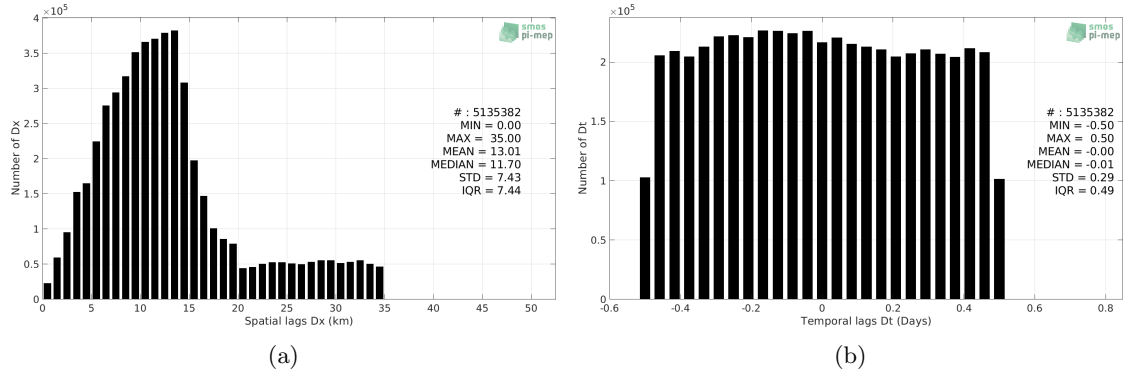 ×10⁵
4
3.5
3
2.5
2
1.5
1
0.5
0
Number of Dx
smos
pi-mep
# : 5135382
MIN = 0.00
MAX = 35.00
MEAN = 13.01
MEDIAN = 11.70
STD = 7.43
IQR = 7.44
0 5 10 15 20 25 30 35 40 45 50
Spatial lags Dx (km)
(a)
×10⁵
2
1.5
1
0.5
0
Number of Dt
smos
pi-mep
# : 5135382
MIN = -0.50
MAX = 0.50
MEAN = -0.00
MEDIAN = -0.01
STD = 0.29
IQR = 0.49
-0.6 -0.4 -0.2 0 0.2 0.4 0.6 0.8
Temporal lags Dt (Days)
(b)